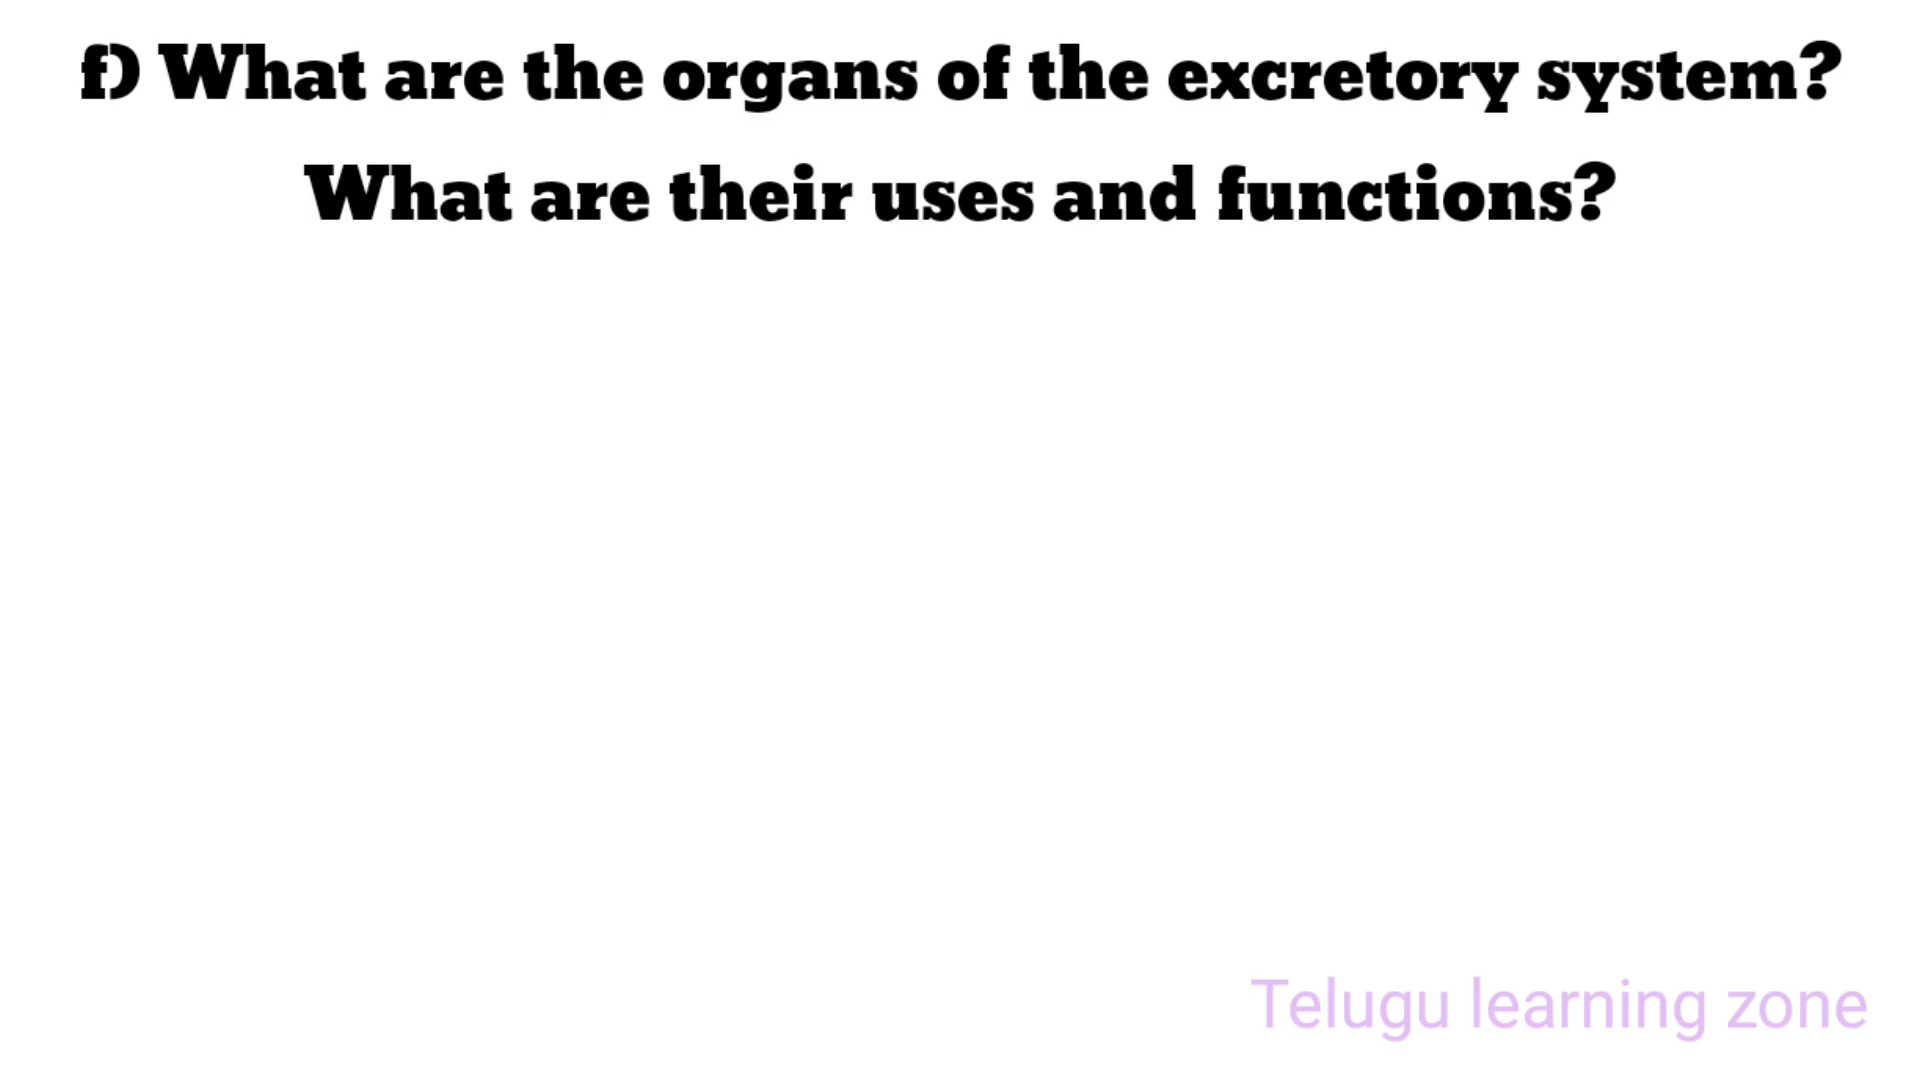 f) What are the organs of the excretory system?
What are their uses and functions?
Telugu learning zone